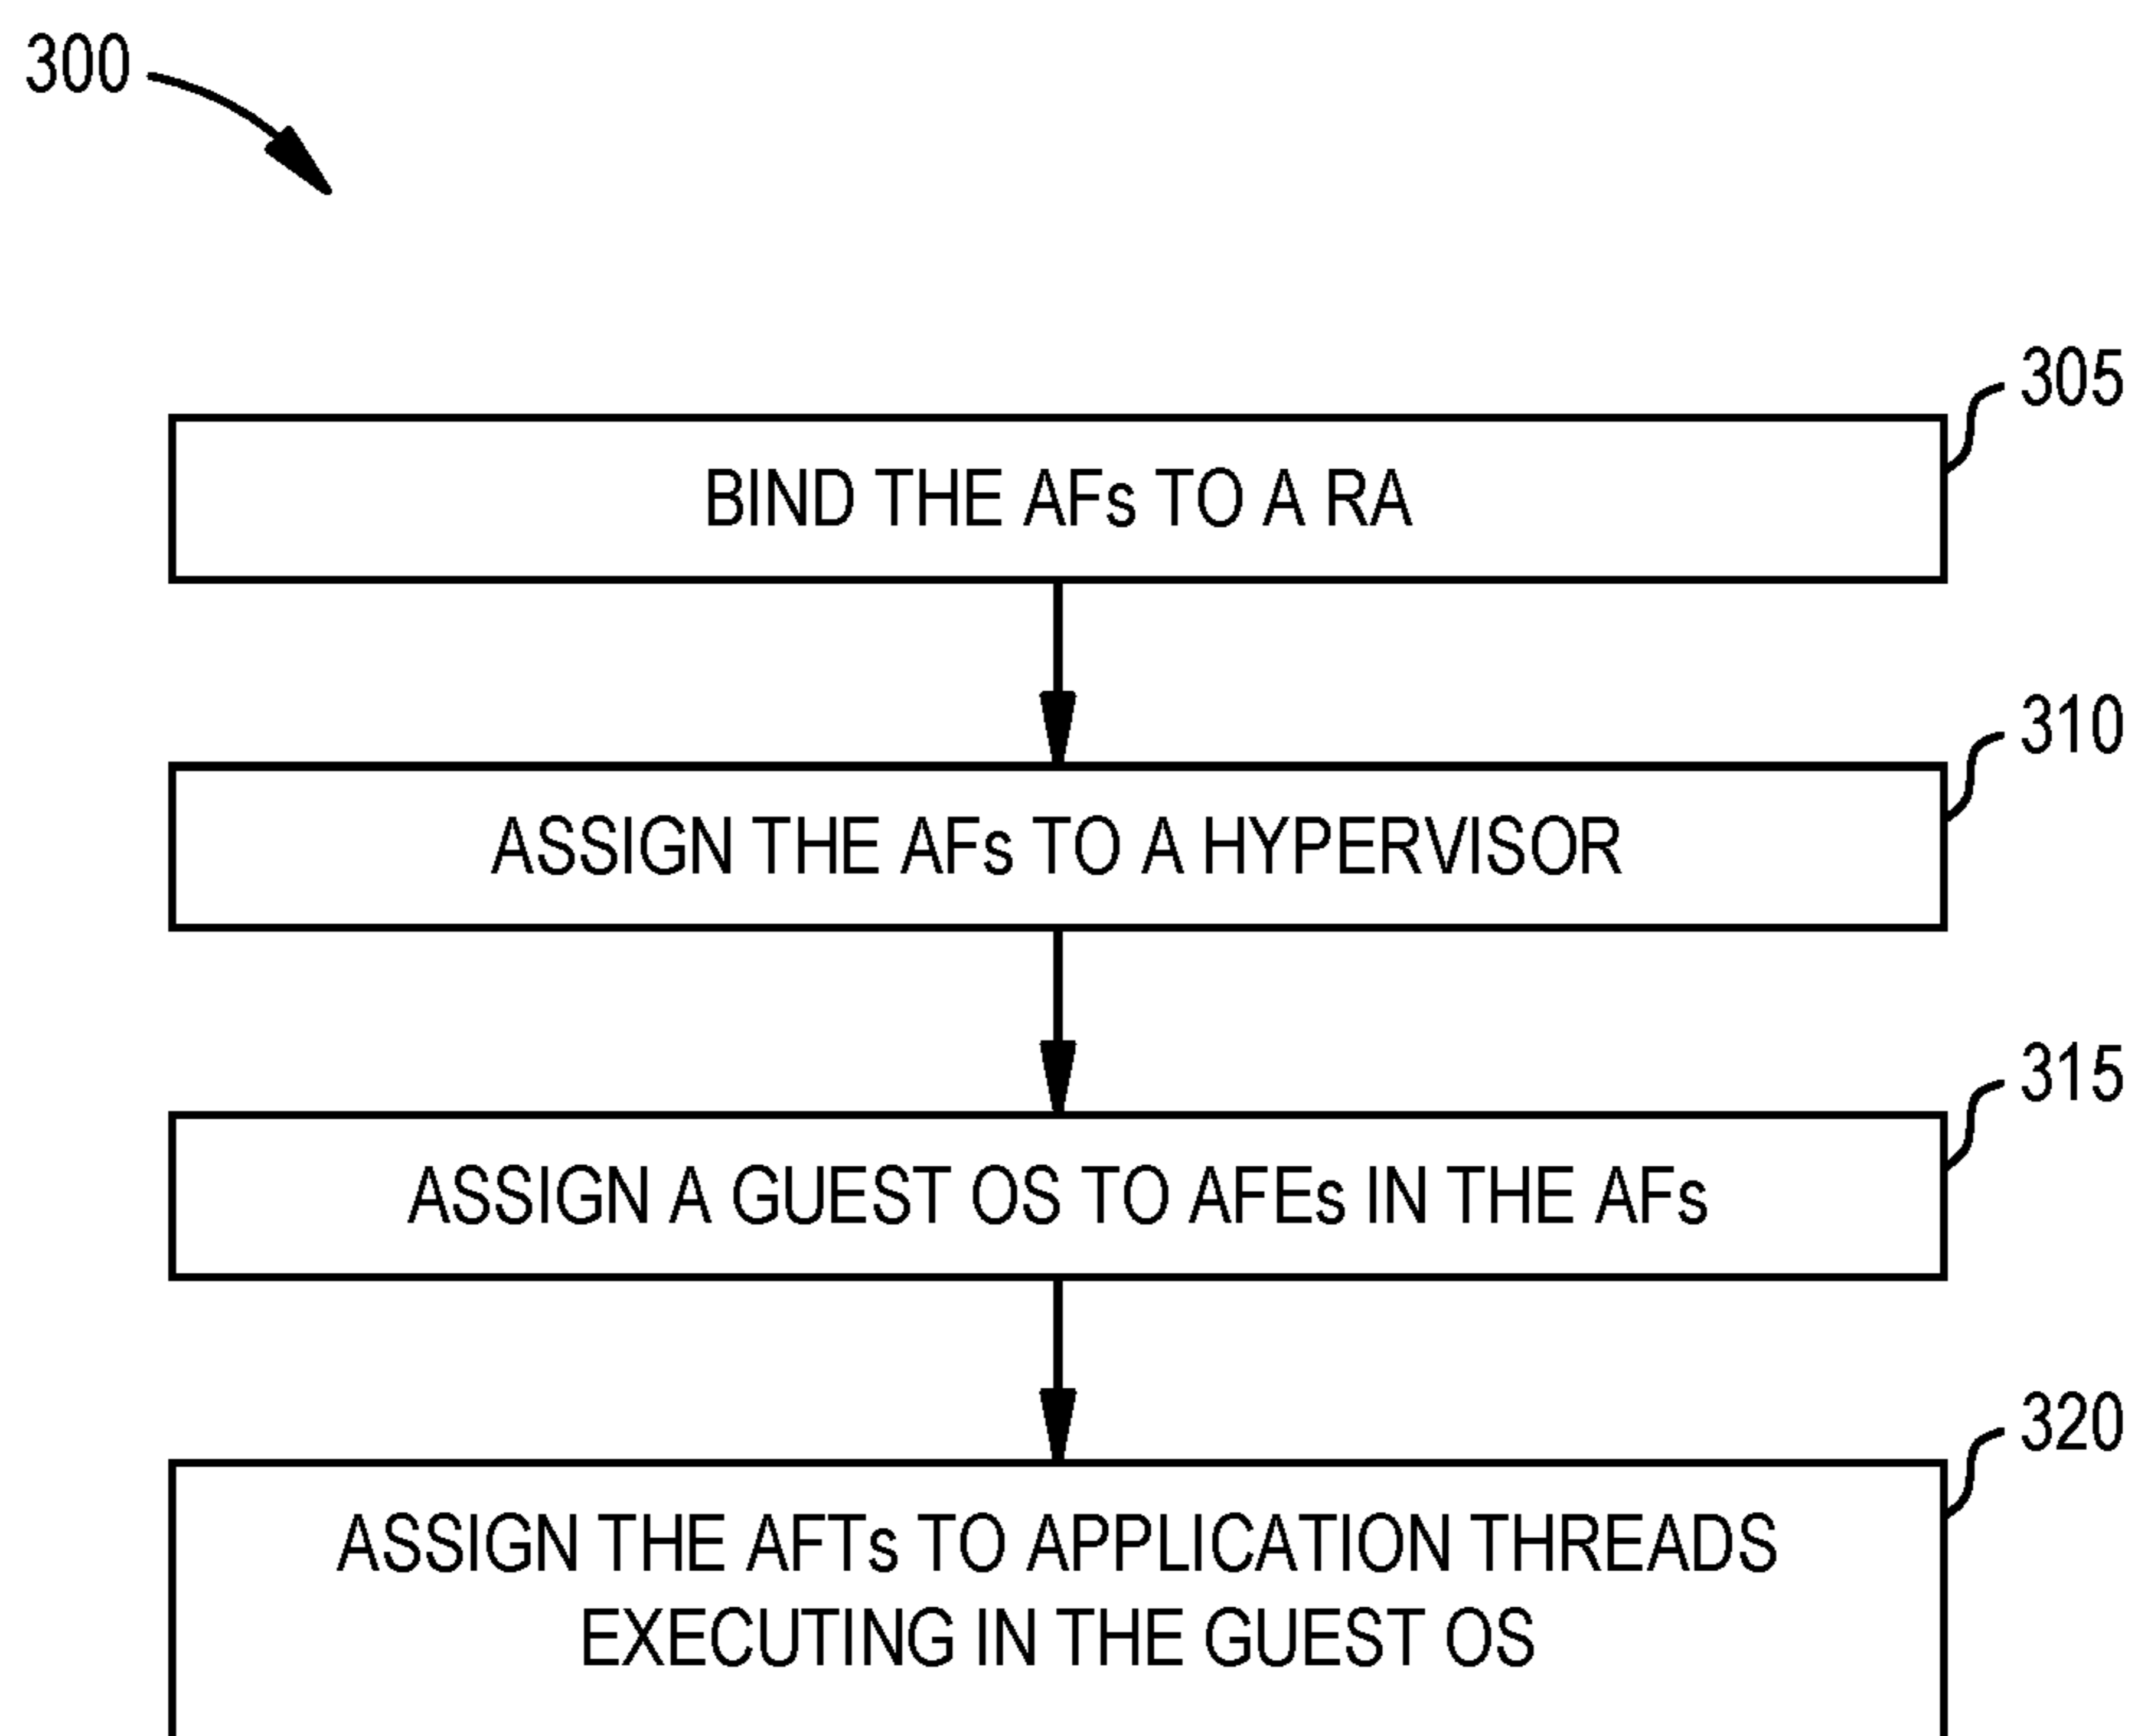 300
305
BIND THE AFs TO A RA
310
ASSIGN THE AFs TO A HYPERVISOR
315
ASSIGN A GUEST OS TO AFEs IN THE AFs
320
ASSIGN THE AFTs TO APPLICATION THREADS
EXECUTING IN THE GUEST OS